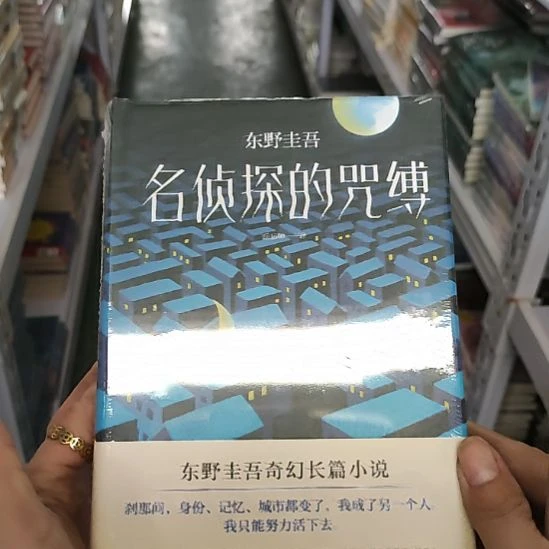 东野圭吾
名侦探的咒缚
东野圭吾奇幻长篇小说
刹那间，身份、记忆、城市都变了，我成了另一个人
我只能努力活下去